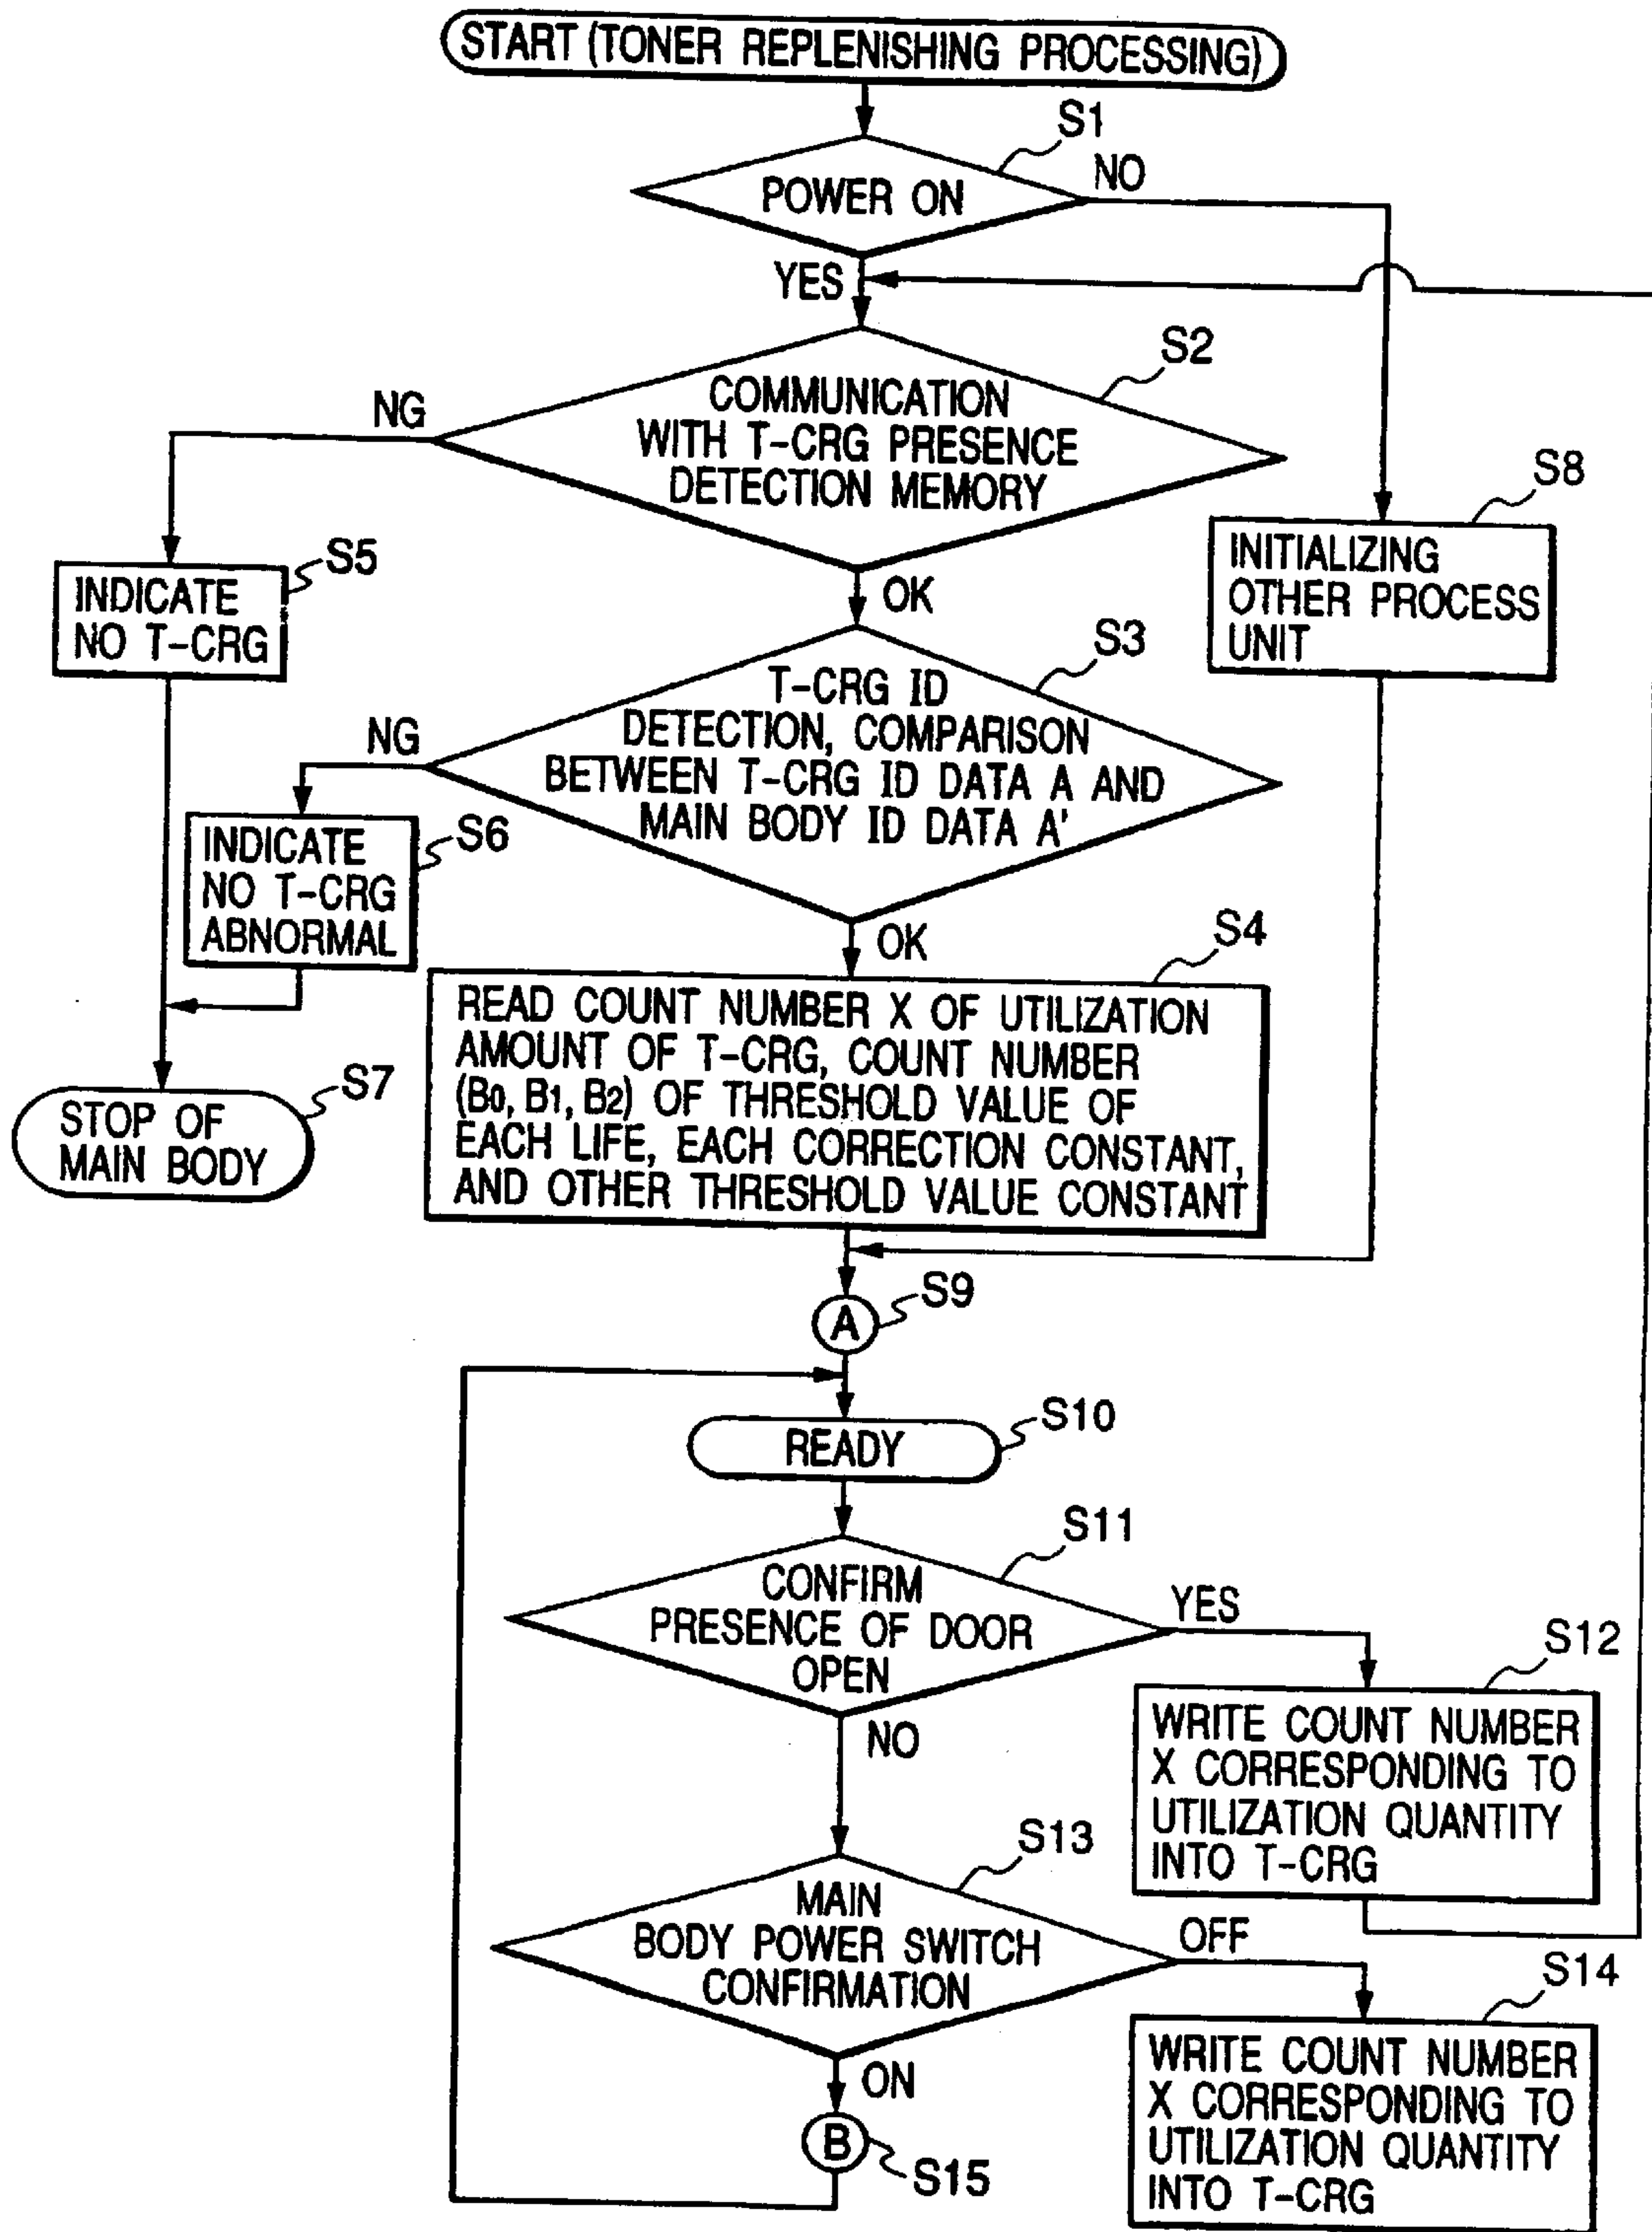 START (TONER REPLENISHING PROCESSING)
S1
POWER ON
NO
YES
S2
COMMUNICATION
WITH T-CRG PRESENCE
DETECTION MEMORY
NG
OK
S8
INITIALIZING
OTHER PROCESS
UNIT
S5
INDICATE
NO T-CRG
S3
T-CRG ID
DETECTION, COMPARISON
BETWEEN T-CRG ID DATA A AND
MAIN BODY ID DATA A'
NG
OK
S6
INDICATE
NO T-CRG
ABNORMAL
S4
READ COUNT NUMBER X OF UTILIZATION
AMOUNT OF T-CRG, COUNT NUMBER
(B0, B1, B2) OF THRESHOLD VALUE OF
EACH LIFE, EACH CORRECTION CONSTANT,
AND OTHER THRESHOLD VALUE CONSTANT
S7
STOP OF
MAIN BODY
S9
A
S10
READY
S11
CONFIRM
PRESENCE OF DOOR
OPEN
YES
NO
S12
WRITE COUNT NUMBER
X CORRESPONDING TO
UTILIZATION QUANTITY
INTO T-CRG
S13
MAIN
BODY POWER SWITCH
CONFIRMATION
OFF
ON
S14
WRITE COUNT NUMBER
X CORRESPONDING TO
UTILIZATION QUANTITY
INTO T-CRG
B
S15